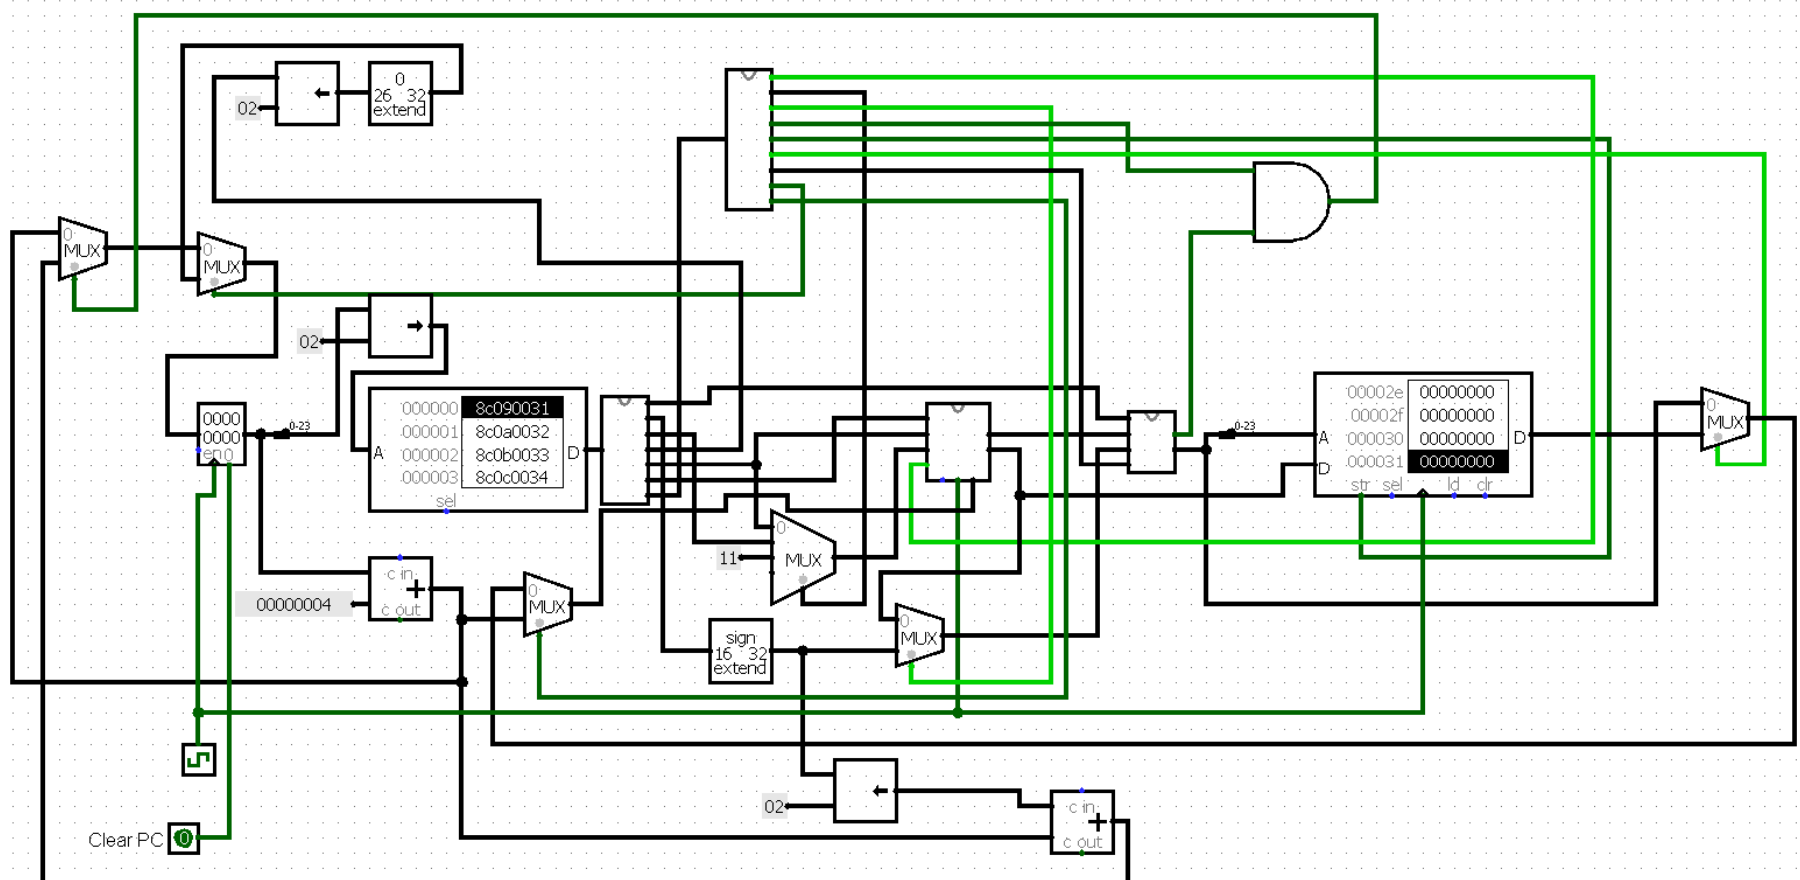 0
26 32
extend
02
0
MUX
0
MUX
02
0000
0000
en 0
0-23
000000 8c090031
000001 8c0a0032
000002 8c0b0033
000003 8c0c0034
A
D
sel
0-23
00002e 00000000
00002f 00000000
000030 00000000
000031 00000000
A
D
D
str sel ld clr
0
MUX
0
MUX
11
c in
+
c out
00000004
0
MUX
sign
16 32
extend
0
MUX
02
c in
+
c out
Clear PC 0